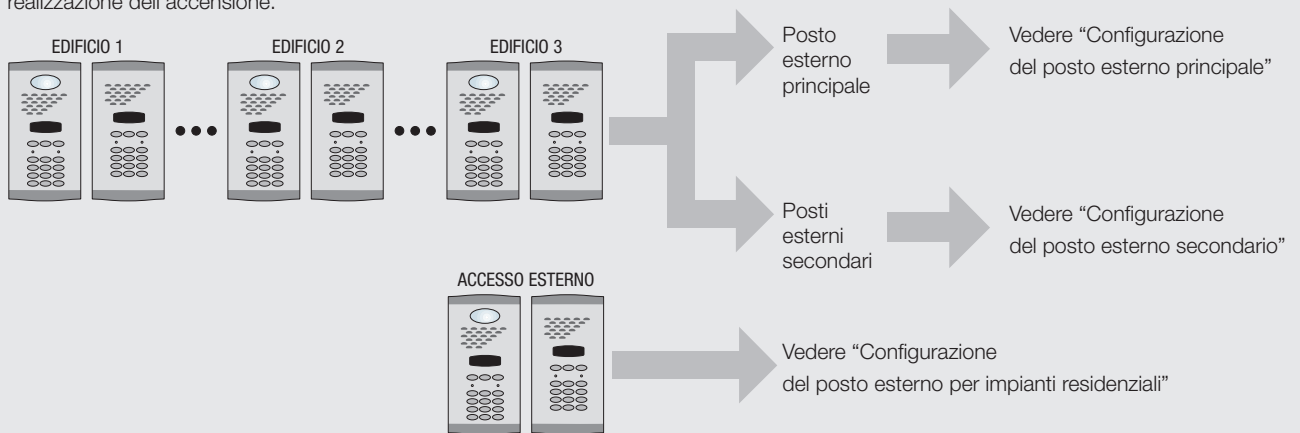 realizzazione dell'accensione.
EDIFICIO 1
EDIFICIO 2
EDIFICIO 3
Posto
esterno
principale
Vedere “Configurazione
del posto esterno principale”
Posti
esterni
secondari
Vedere “Configurazione
del posto esterno secondario”
ACCESSO ESTERNO
Vedere “Configurazione
del posto esterno per impianti residenziali”